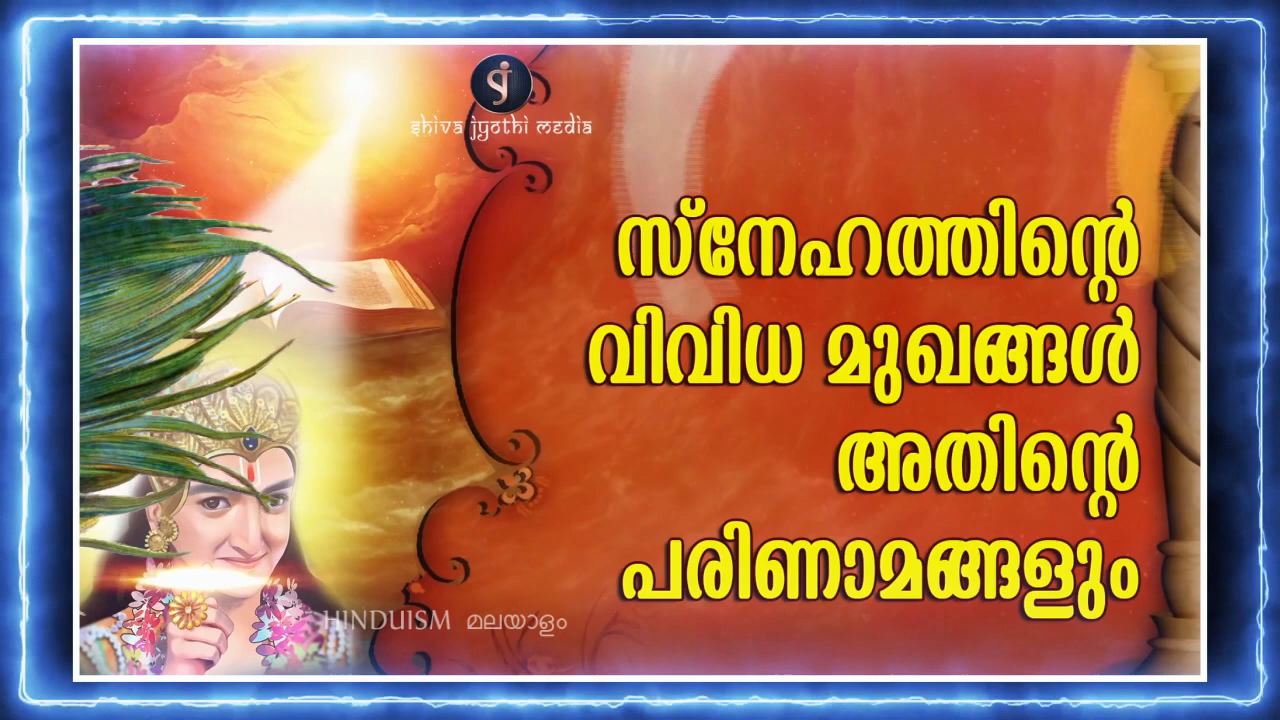 SJ
shiva jyothi media
സ്നേഹത്തിന്റെ
വിവിധ മുഖങ്ങൾ
അതിന്റെ
പരിണാമങ്ങളും
HINDUISM മലയാളം